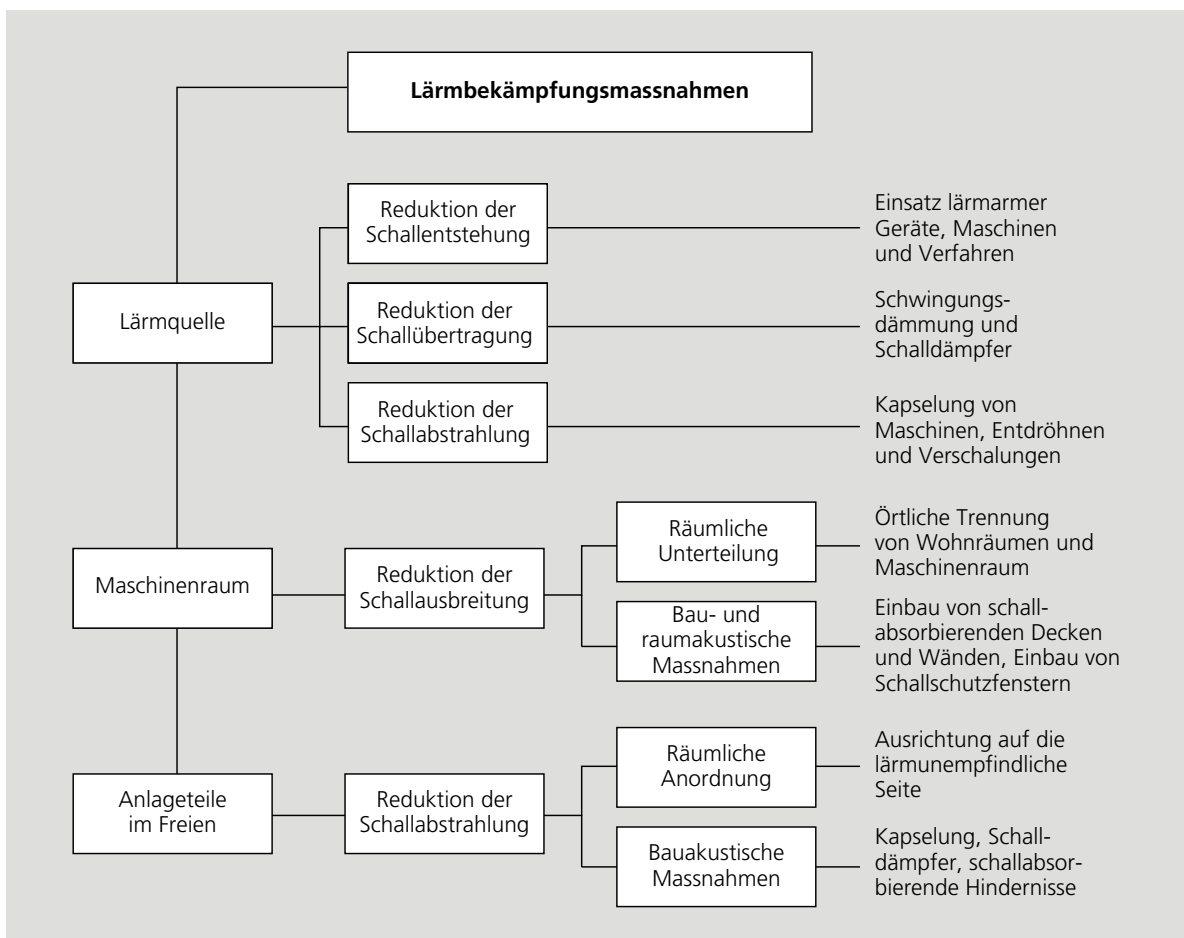 Lärmbekämpfungsmassnahmen
Lärmquelle
Reduktion der
Schallentstehung
Einsatz lärmarmer
Geräte, Maschinen
und Verfahren
Reduktion der
Schallübertragung
Schwingungs-
dämmung und
Schalldämpfer
Reduktion der
Schallabstrahlung
Kapselung von
Maschinen, Entdröhnen
und Verschalungen
Maschinenraum
Reduktion der
Schallausbreitung
Räumliche
Unterteilung
Örtliche Trennung
von Wohnräumen und
Maschinenraum
Bau- und
raumakustische
Massnahmen
Einbau von schall-
absorbierenden Decken
und Wänden, Einbau von
Schallschutzfenstern
Anlageteile
im Freien
Reduktion der
Schallabstrahlung
Räumliche
Anordnung
Ausrichtung auf die
lärmunempfindliche
Seite
Bauakustische
Massnahmen
Kapselung, Schall-
dämpfer, schallabsor-
bierende Hindernisse